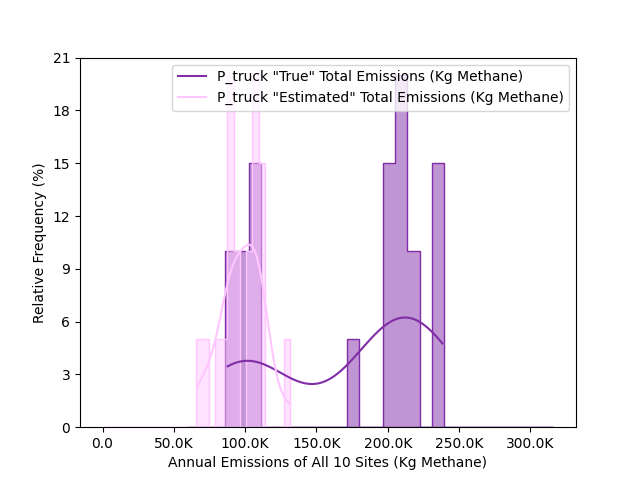 P_truck "True" Total Emissions (Kg Methane)
P_truck "Estimated" Total Emissions (Kg Methane)
Relative Frequency (%)
21
18
15
12
9
6
3
0
0.0 50.0K 100.0K 150.0K 200.0K 250.0K 300.0K
Annual Emissions of All 10 Sites (Kg Methane)